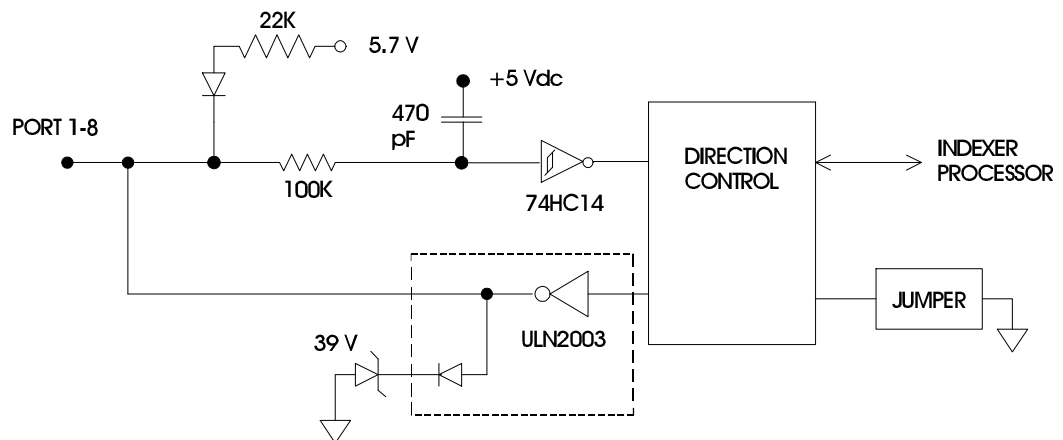 22K
5.7 V
+5 Vdc
470
pF
PORT 1-8
100K
74HC14
DIRECTION
CONTROL
INDEXER
PROCESSOR
JUMPER
ULN2003
39 V